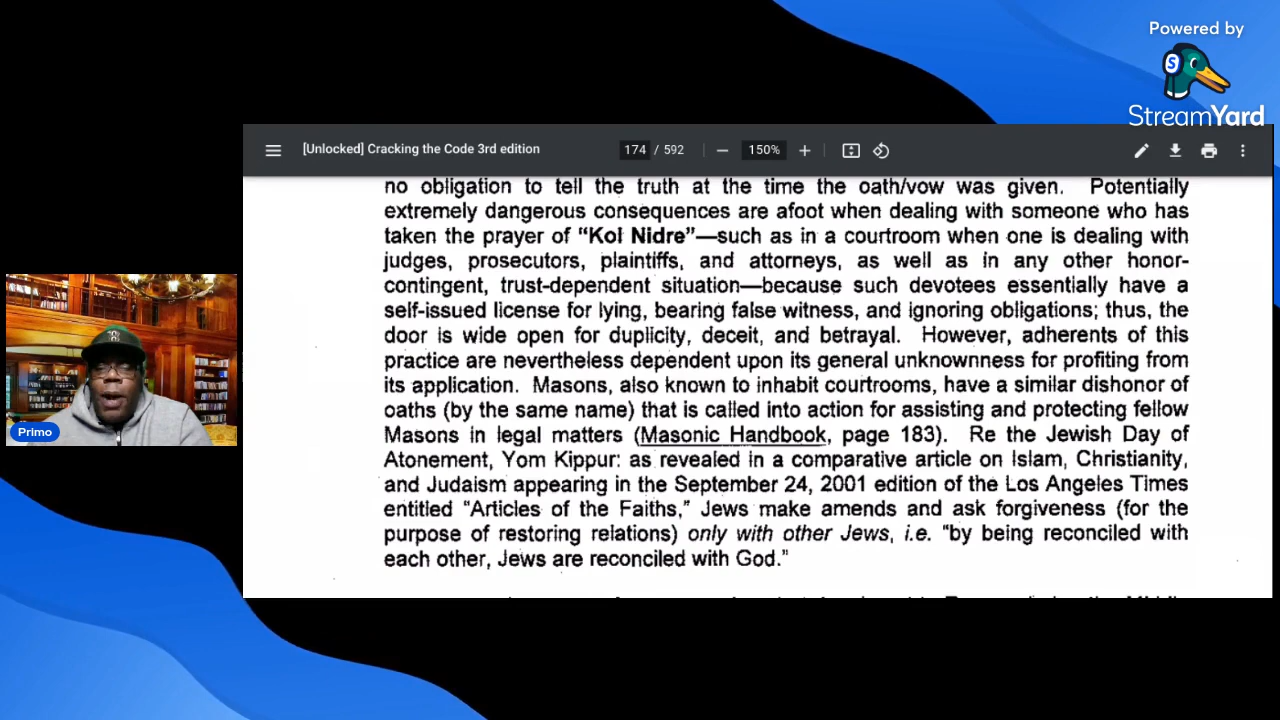 Powered by
StreamYard
[Unlocked] Cracking the Code 3rd edition
174 / 592
150%
no obligation to tell the truth at the time the oath/vow was given. Potentially
extremely dangerous consequences are afoot when dealing with someone who has
taken the prayer of “Kol Nidre”—such as in a courtroom when one is dealing with
judges, prosecutors, plaintiffs, and attorneys, as well as in any other honor-
contingent, trust-dependent situation—because such devotees essentially have a
self-issued license for lying, bearing false witness, and ignoring obligations; thus, the
door is wide open for duplicity, deceit, and betrayal. However, adherents of this
practice are nevertheless dependent upon its general unknownness for profiting from
its application. Masons, also known to inhabit courtrooms, have a similar dishonor of
oaths (by the same name) that is called into action for assisting and protecting fellow
Masons in legal matters (Masonic Handbook, page 183). Re the Jewish Day of
Atonement, Yom Kippur: as revealed in a comparative article on Islam, Christianity,
and Judaism appearing in the September 24, 2001 edition of the Los Angeles Times
entitled “Articles of the Faiths,” Jews make amends and ask forgiveness (for the
purpose of restoring relations) only with other Jews, i.e. “by being reconciled with
each other, Jews are reconciled with God.”
Primo